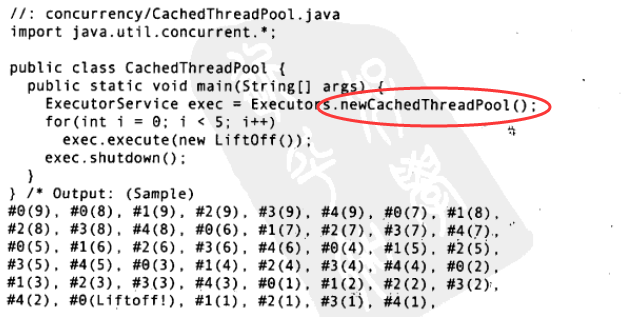 //: concurrency/CachedThreadPool.java
import java.util.concurrent.*;
public class CachedThreadPool {
public static void main(String[] args) {
ExecutorService exec = Executors.newCachedThreadPool();
for(int i = 0; i < 5; i++)
exec.execute(new LiftOff());
exec.shutdown();
}
} /* Output: (Sample)
#0(9), #0(8), #1(9), #2(9), #3(9), #4(9), #0(7), #1(8),
#2(8), #3(8), #4(8), #0(6), #1(7), #2(7), #3(7), #4(7),
#0(5), #1(6), #2(6), #3(6), #4(6), #0(4), #1(5), #2(5),
#3(5), #4(5), #0(3), #1(4), #2(4), #3(4), #4(4), #0(2),
#1(3), #2(3), #3(3), #4(3), #0(1), #1(2), #2(2), #3(2),
#4(2), #0(Liftoff!), #1(1), #2(1), #3(1), #4(1),